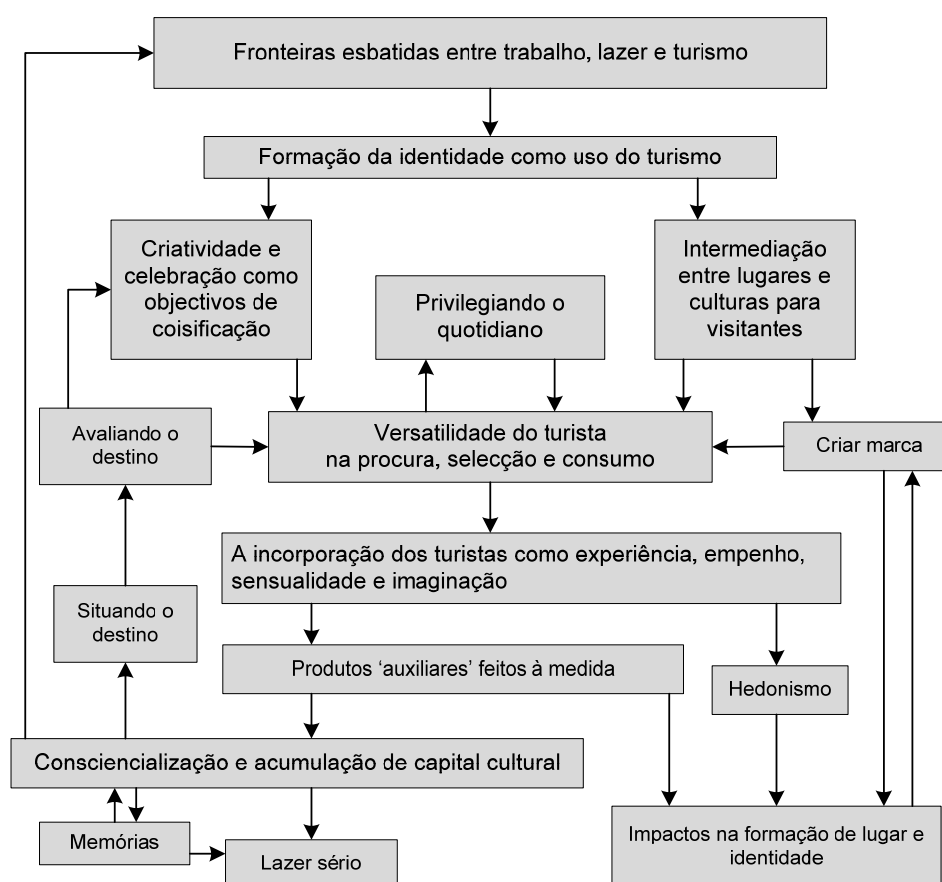 Fronteiras esbatidas entre trabalho, lazer e turismo
Formação da identidade como uso do turismo
Criatividade e
celebração como
objectivos de
coisificação
Intermediação
entre lugares e
culturas para
visitantes
Privilegiando o
quotidiano
Avaliando o
destino
Versatilidade do turista
na procura, selecção e consumo
Criar marca
A incorporação dos turistas como experiência, empenho,
sensualidade e imaginação
Situando o
destino
Produtos ‘auxiliares’ feitos à medida
Hedonismo
Consciencialização e acumulação de capital cultural
Memórias
Lazer sério
Impactos na formação de lugar e
identidade